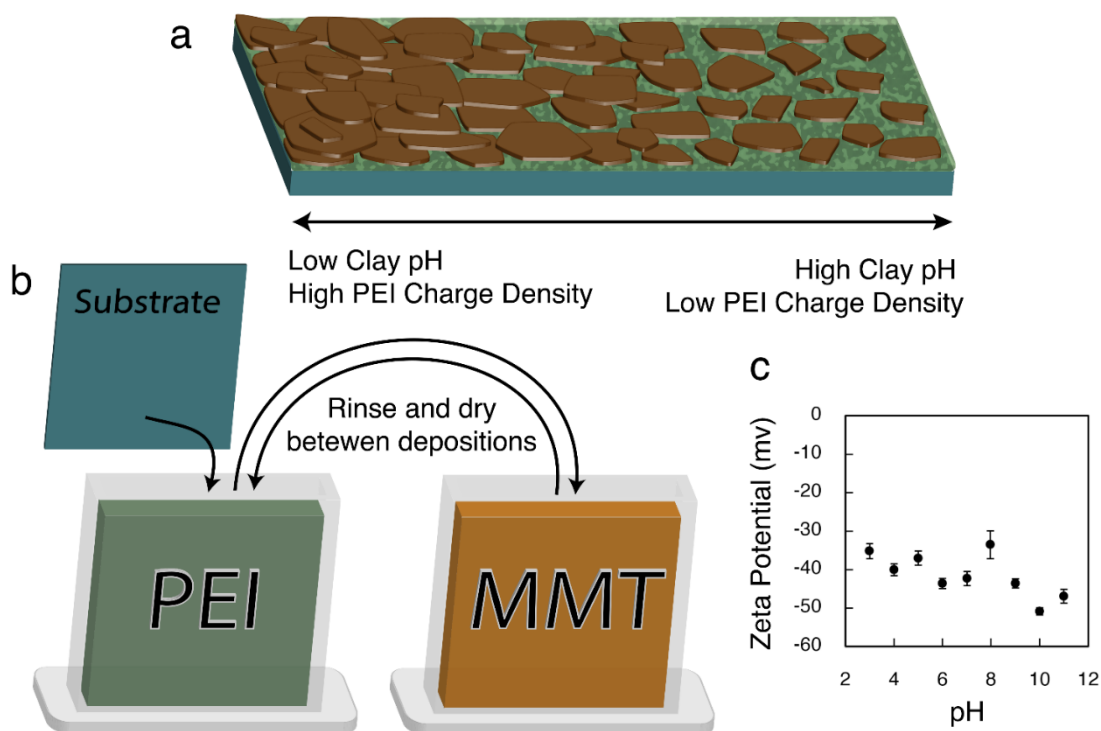 a
Low Clay pH
High PEI Charge Density
High Clay pH
Low PEI Charge Density
b
Substrate
Rinse and dry
betewen depositions
PEI
MMT
c
Zeta Potential (mv)
0
-10
-20
-30
-40
-50
-60
2 4 6 8 10 12
pH